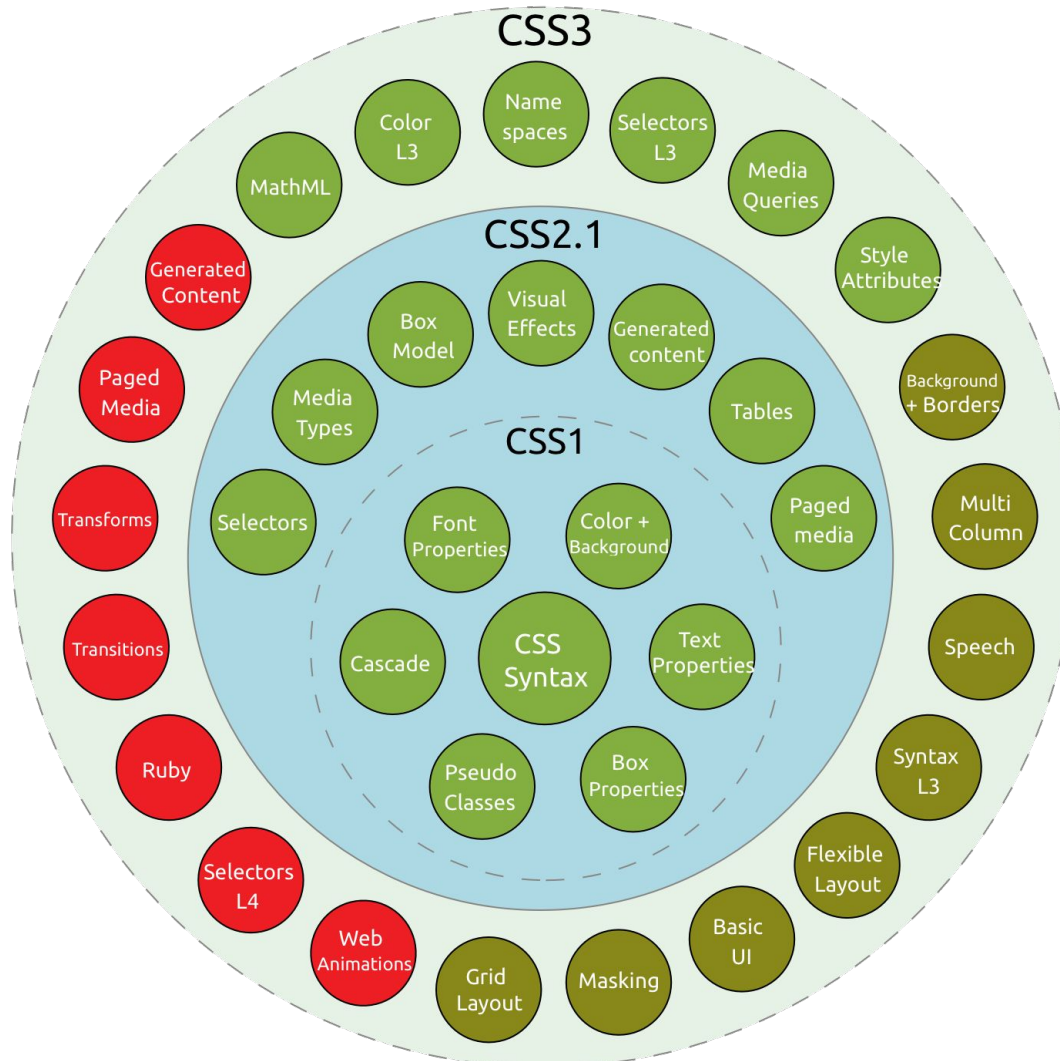 CSS3
Name
spaces
Selectors
L3
Media
Queries
Style
Attributes
Background
+ Borders
Multi
Column
Speech
Syntax
L3
Flexible
Layout
Basic
UI
Masking
Grid
Layout
Web
Animations
Selectors
L4
Ruby
Transitions
Transforms
Paged
Media
Generated
Content
MathML
Color
L3
CSS2.1
Selectors
Media
Types
Box
Model
Visual
Effects
Generated
content
Tables
Paged
media
CSS1
Font
Properties
Color +
Background
Cascade
CSS
Syntax
Text
Properties
Pseudo
Classes
Box
Properties